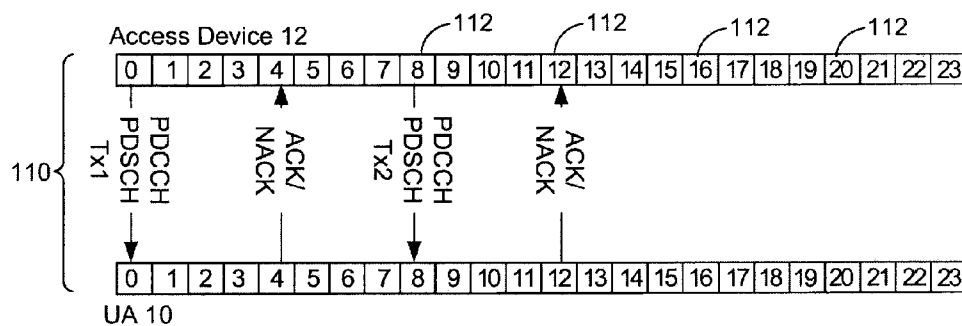 Access Device 12
112
112
112
112
0 1 2 3 4 5 6 7 8 9 10 11 12 13 14 15 16 17 18 19 20 21 22 23
110
PDCCH
PDSCH
Tx1
ACK/
NACK
PDCCH
PDSCH
Tx2
ACK/
NACK
0 1 2 3 4 5 6 7 8 9 10 11 12 13 14 15 16 17 18 19 20 21 22 23
UA 10